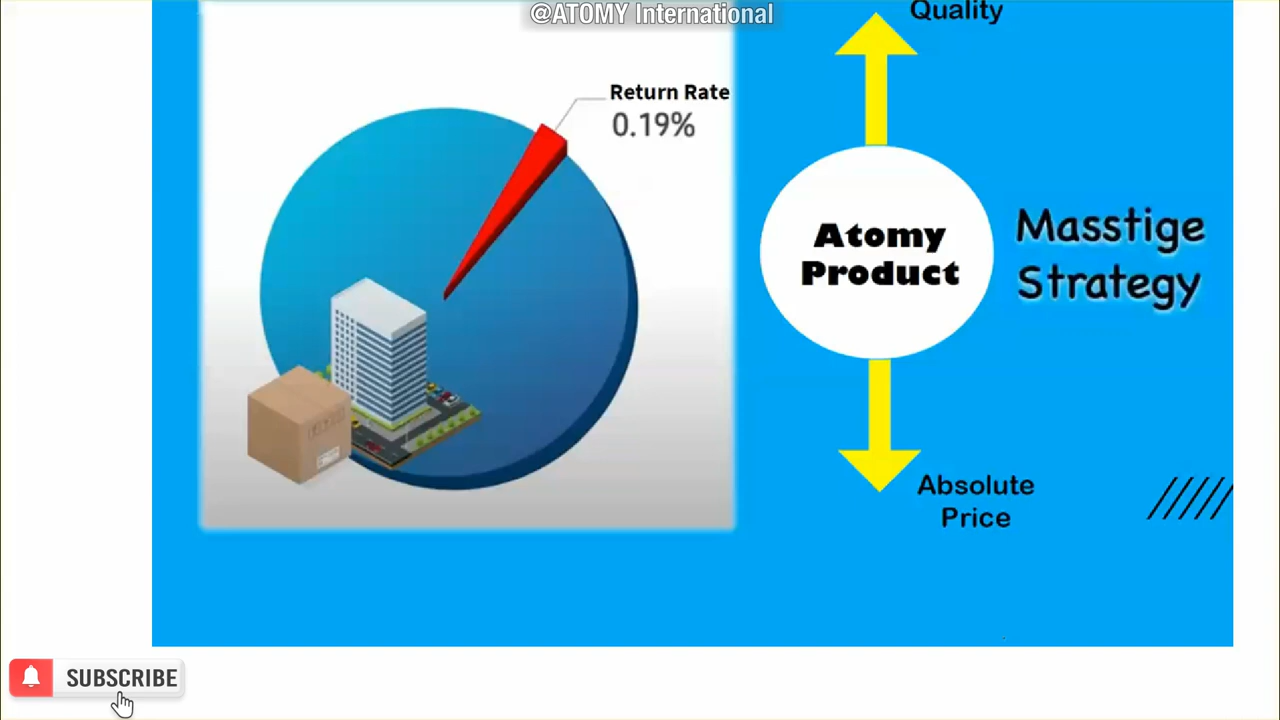 @ATOMY International
Quality
Return Rate
0.19%
Atomy
Product
Masstige
Strategy
Absolute
Price
SUBSCRIBE